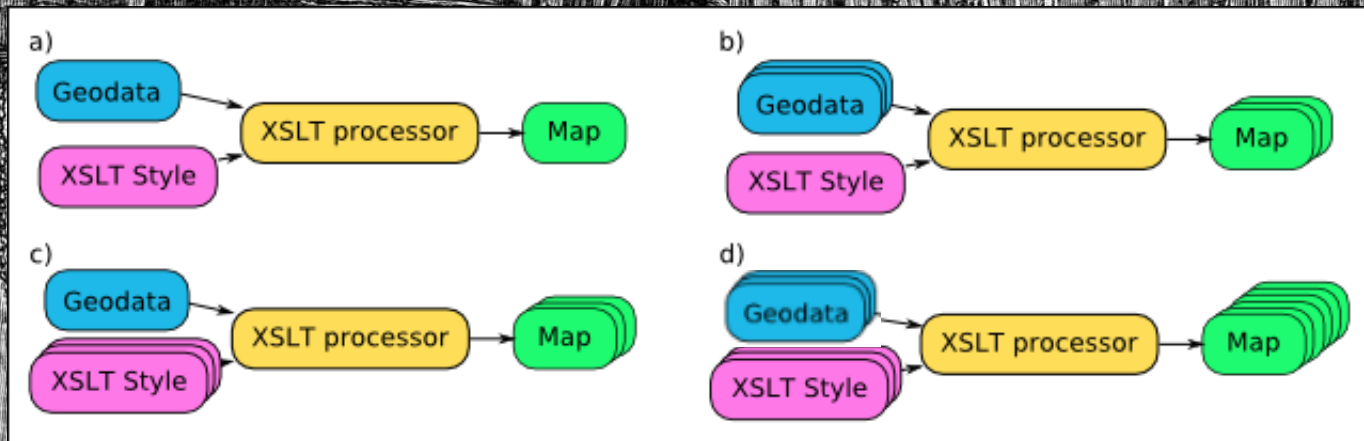 a)
Geodata
XSLT processor
Map
XSLT Style
b)
Geodata
XSLT processor
Map
XSLT Style
c)
Geodata
XSLT processor
Map
XSLT Style
d)
Geodata
XSLT processor
Map
XSLT Style